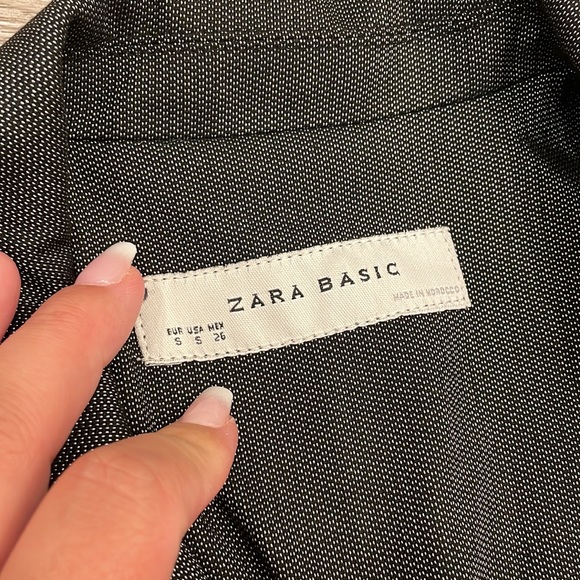 ZARA BASIC
MADE IN MOROCCO
EUR USA MEX
S S 26